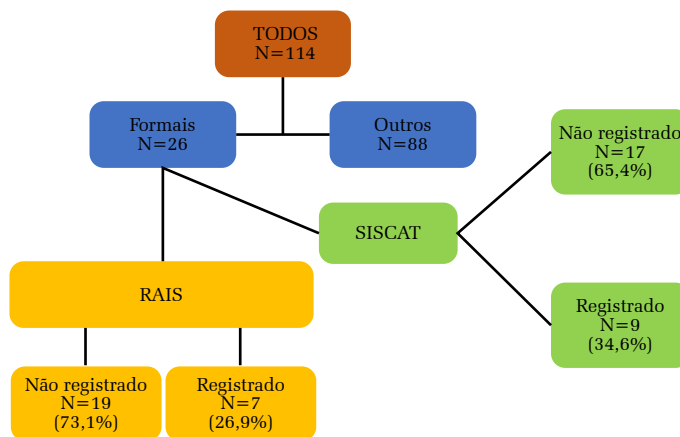 TODOS
N=114
Formais
N=26
Outros
N=88
Não registrado
N=17
(65,4%)
SISCAT
RAIS
Registrado
N=9
(34,6%)
Não registrado
N=19
(73,1%)
Registrado
N=7
(26,9%)